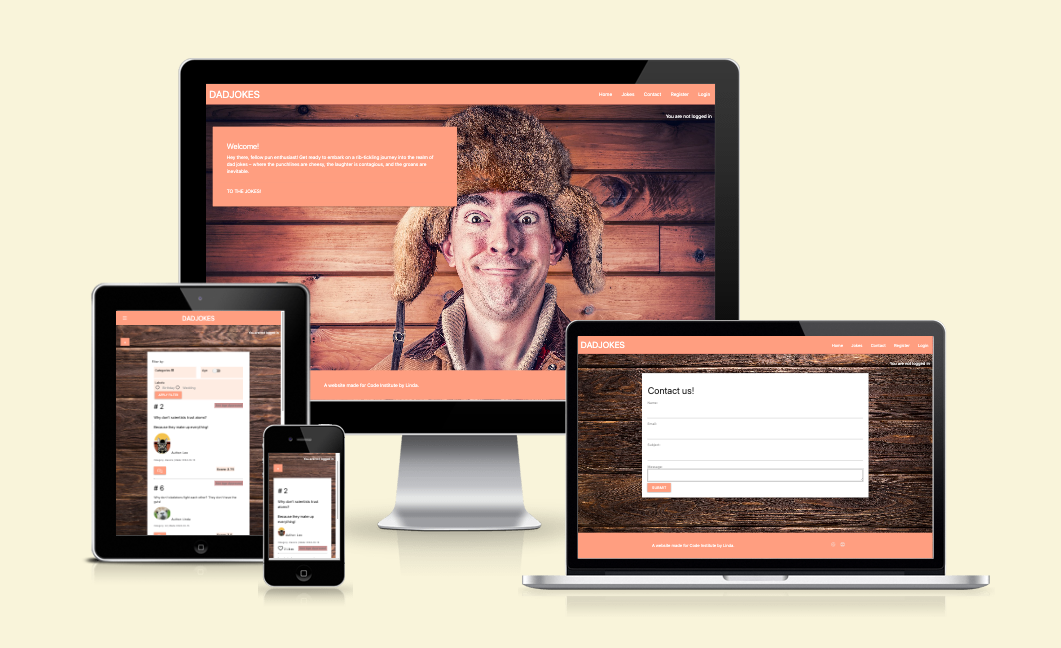 DADJOKES
Home Jokes Contact Register Login
You are not logged in
Welcome!
Hey there, fellow pun enthusiast! Get ready to embark on a rib-tickling journey into the realm of
dad jokes – where the punchlines are cheesy, the laughter is contagious, and the groans are
inevitable.
TO THE JOKES!
A website made for Code Institute by Linda.
DADJOKES
You are not logged in
Filter by:
Categories
Labels
# 2
Why don't scientists trust atoms?
Because they make up everything!
Author:
# 6
Why don't skeletons fight each other? They don't have the
guts!
Author:
You are not logged in
# 2
Why don't scientists trust
atoms?
Because they make up
everything!
Author:
DADJOKES
Home Jokes Contact Register Login
You are not logged in
Contact us!
Name:
Email:
Subject:
Message:
SUBMIT
A website made for Code Institute by Linda.